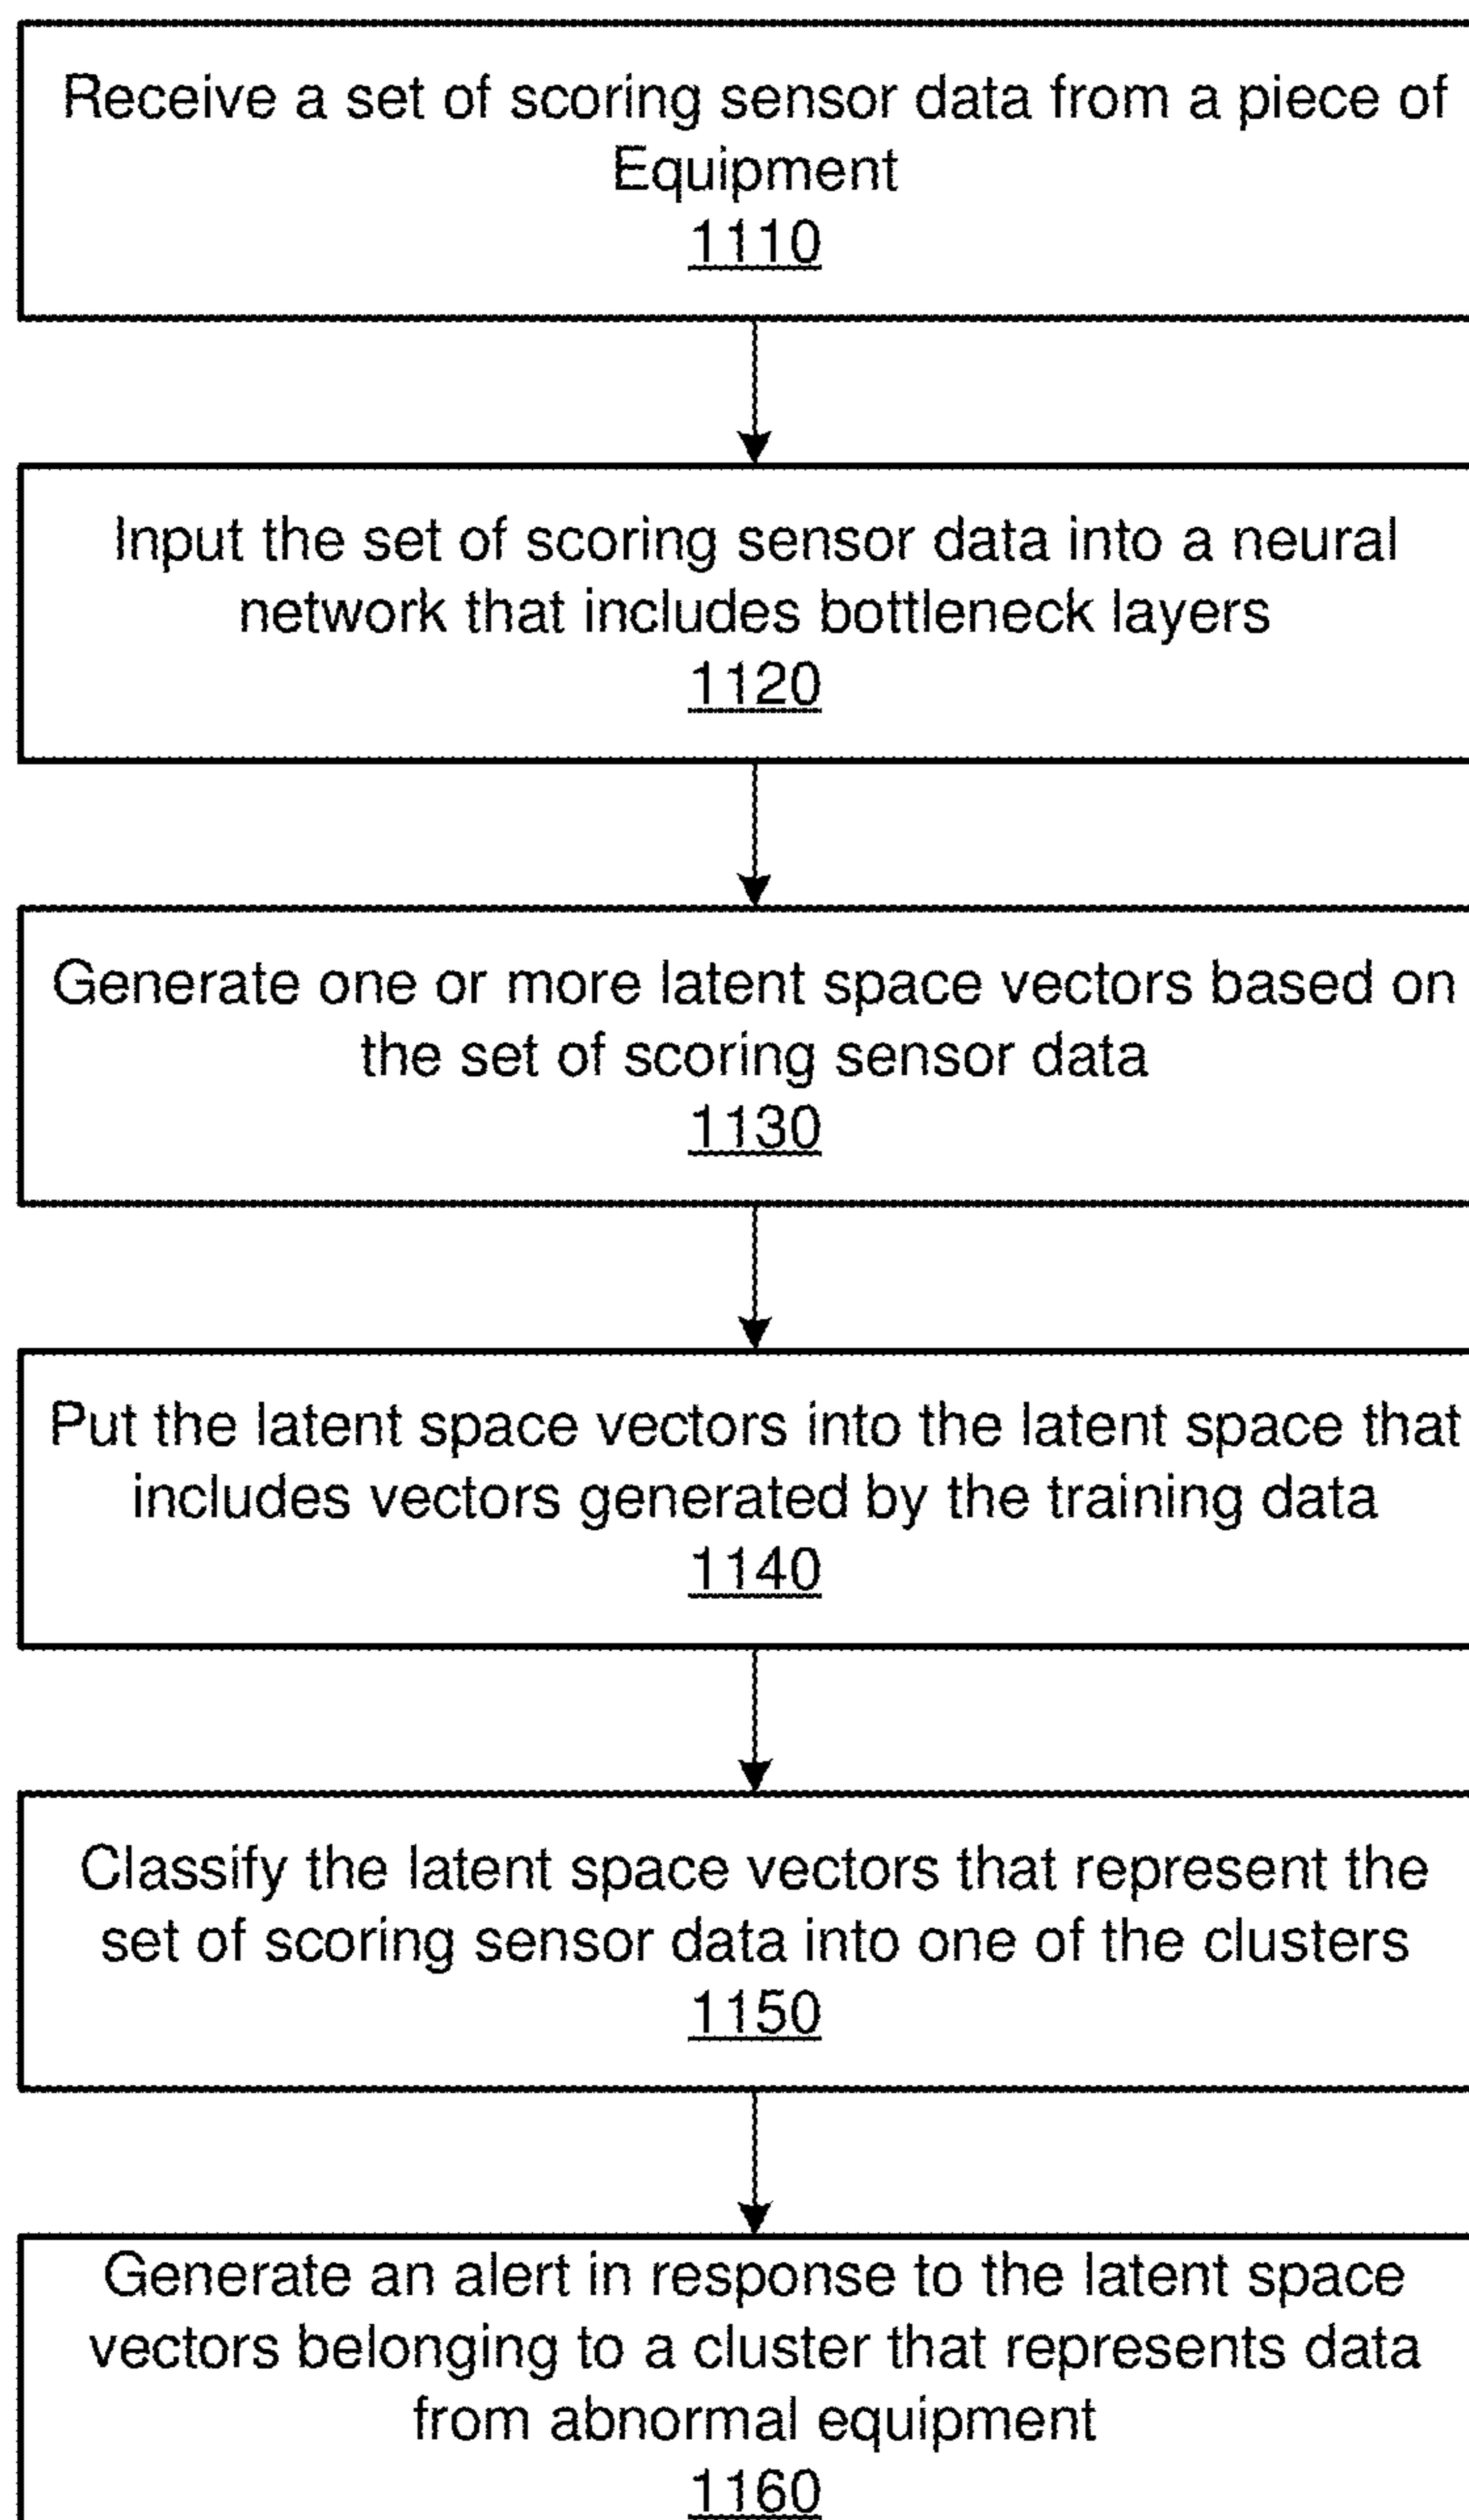 Receive a set of scoring sensor data from a piece of
Equipment
1110
Input the set of scoring sensor data into a neural
network that includes bottleneck layers
1120
Generate one or more latent space vectors based on
the set of scoring sensor data
1130
Put the latent space vectors into the latent space that
includes vectors generated by the training data
1140
Classify the latent space vectors that represent the
set of scoring sensor data into one of the clusters
1150
Generate an alert in response to the latent space
vectors belonging to a cluster that represents data
from abnormal equipment
1160